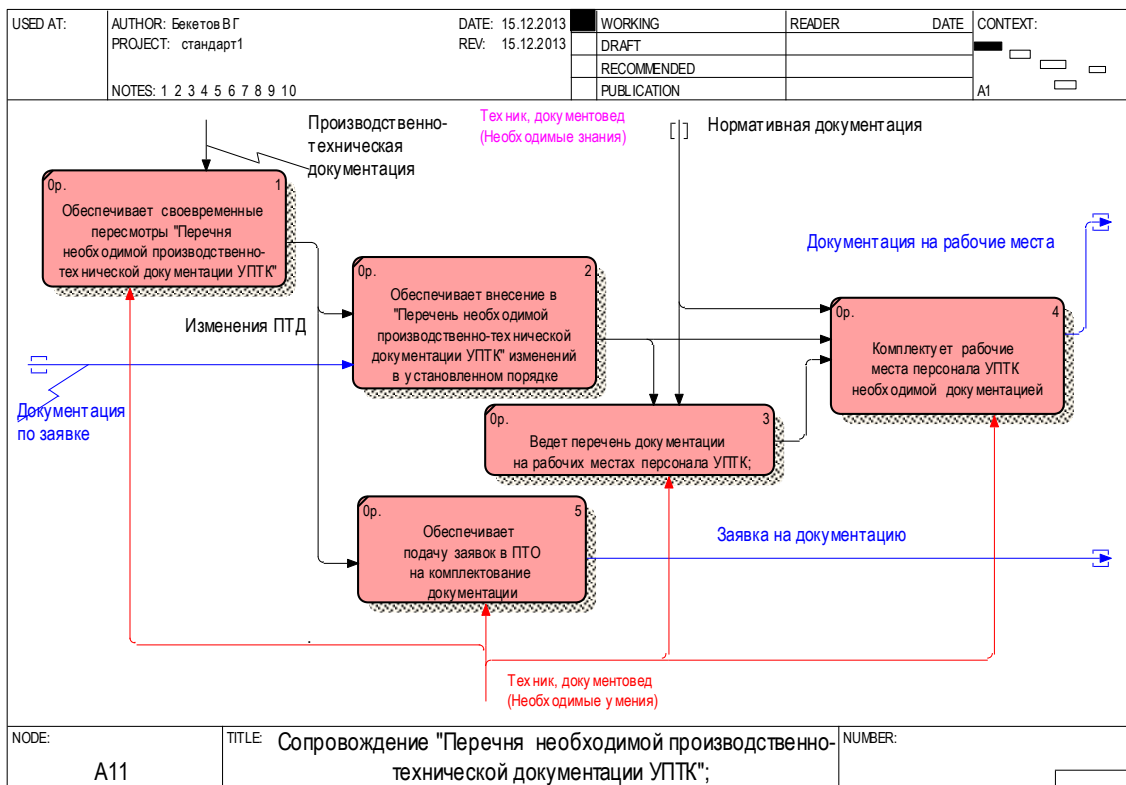 USED AT:
AUTHOR: Бекетов В Г
DATE: 15.12.2013
WORKING
READER
DATE
CONTEXT:
PROJECT: стандарт1
REV: 15.12.2013
DRAFT
RECOMMENDED
NOTES: 1 2 3 4 5 6 7 8 9 10
PUBLICATION
A1
Производственно-
техническая
документация
Техник, документовед
(Необходимые знания)
Нормативная документация
0р.
1
Обеспечивает своевременные
пересмотры "Перечня
необходимой производственно-
технической документации УПТК"
Документация на рабочие места
0р.
2
Обеспечивает внесение в
"Перечень необходимой
производственно-технической
документации УПТК" изменений
в установленном порядке
Изменения ПТД
0р.
4
Комплектует рабочие
места персонала УПТК
необходимой документацией
Документация
по заявке
0р.
3
Ведет перечень документации
на рабочих местах персонала УПТК;
0р.
5
Обеспечивает
подачу заявок в ПТО
на комплектование
документации
Заявка на документацию
Техник, документовед
(Необходимые умения)
NODE:
A11
TITLE:
Сопровождение "Перечня необходимой производственно-
технической документации УПТК";
NUMBER: